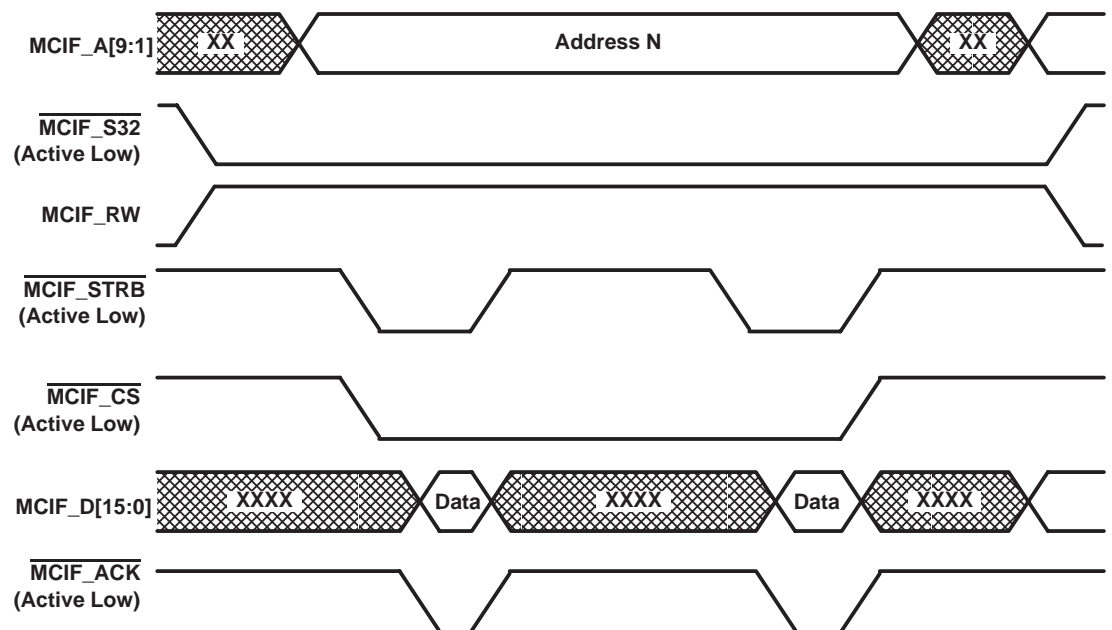 MCIF_A[9:1] XX Address N XX
MCIF_S32
(Active Low)
MCIF_RW
MCIF_STRB
(Active Low)
MCIF_CS
(Active Low)
MCIF_D[15:0] XXXX Data XXXX Data XXXX
MCIF_ACK
(Active Low)